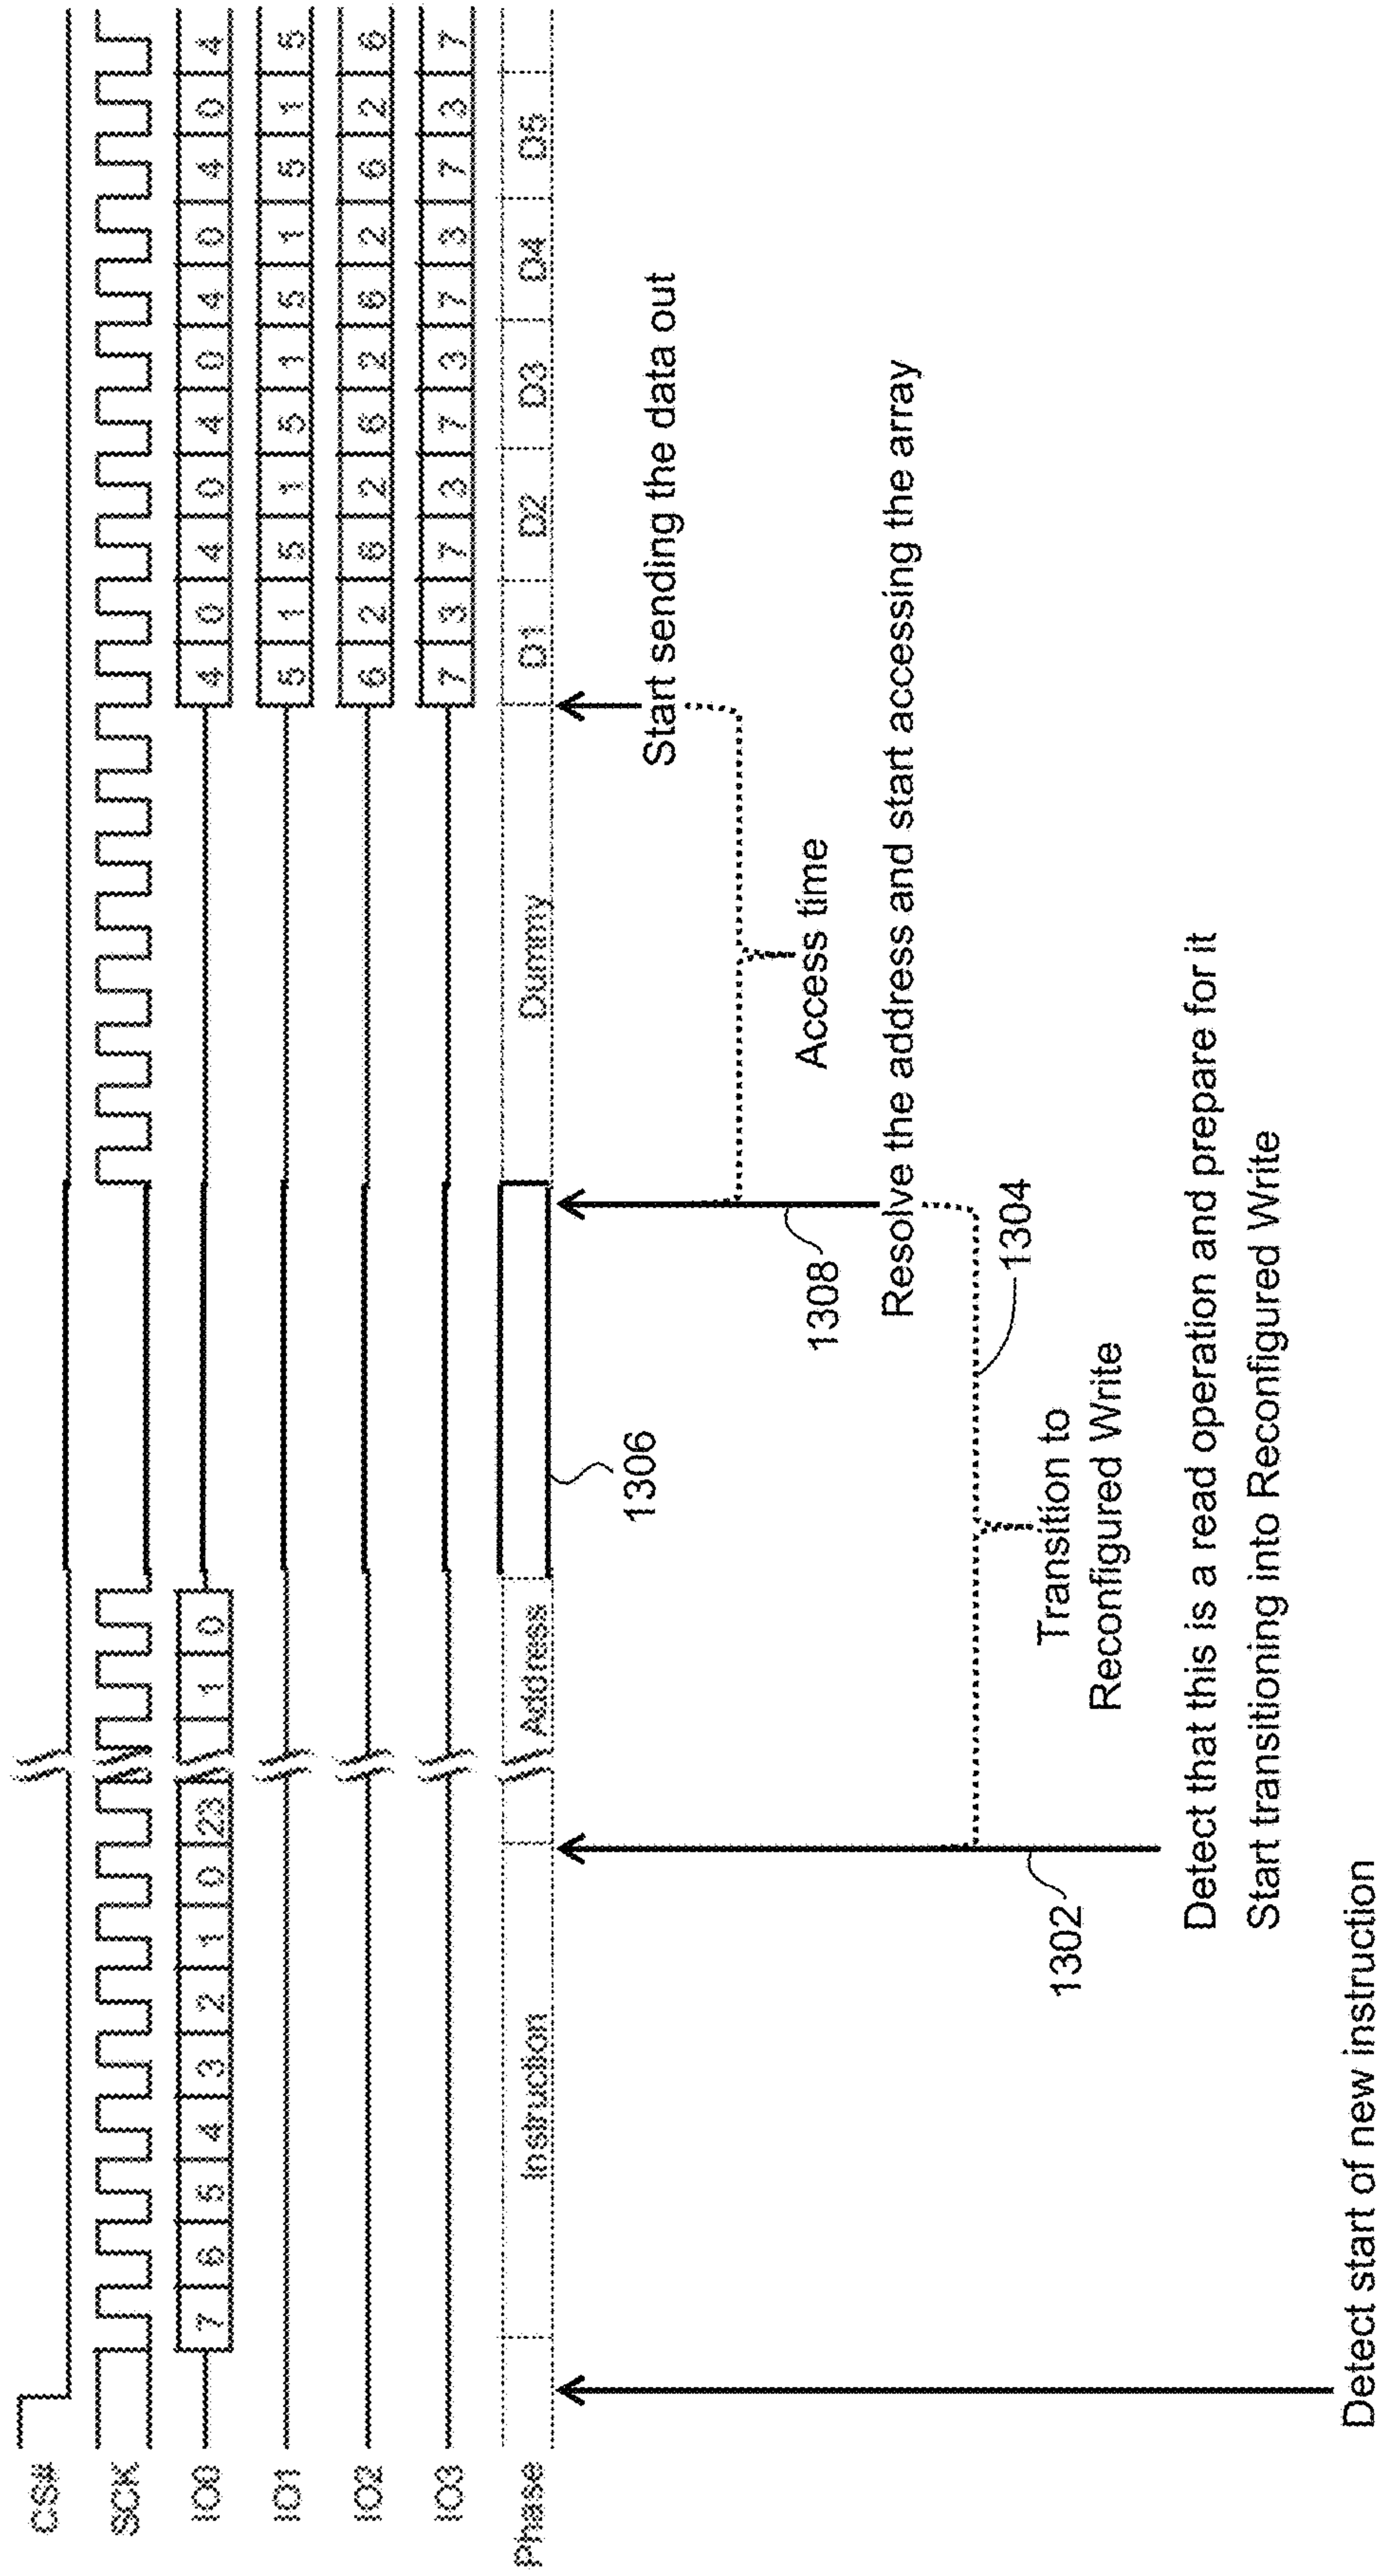 CS#
SCK
IO0 7 6 5 4 3 2 1 0 23 1 0 4 0 4 0 4 0 4 0 4 0 4
IO1 5 1 5 1 5 1 5 1 5 1 5
IO2 6 2 6 2 6 2 6 2 6 2 6
IO3 7 3 7 3 7 3 7 3 7 3 7
Phase Instruction Address Dummy D1 D2 D3 D4 D5
1306
Start sending the data out
Access time
1308
Resolve the address and start accessing the array
1304
Transition to
Reconfigured Write
1302
Detect that this is a read operation and prepare for it
Start transitioning into Reconfigured Write
Detect start of new instruction